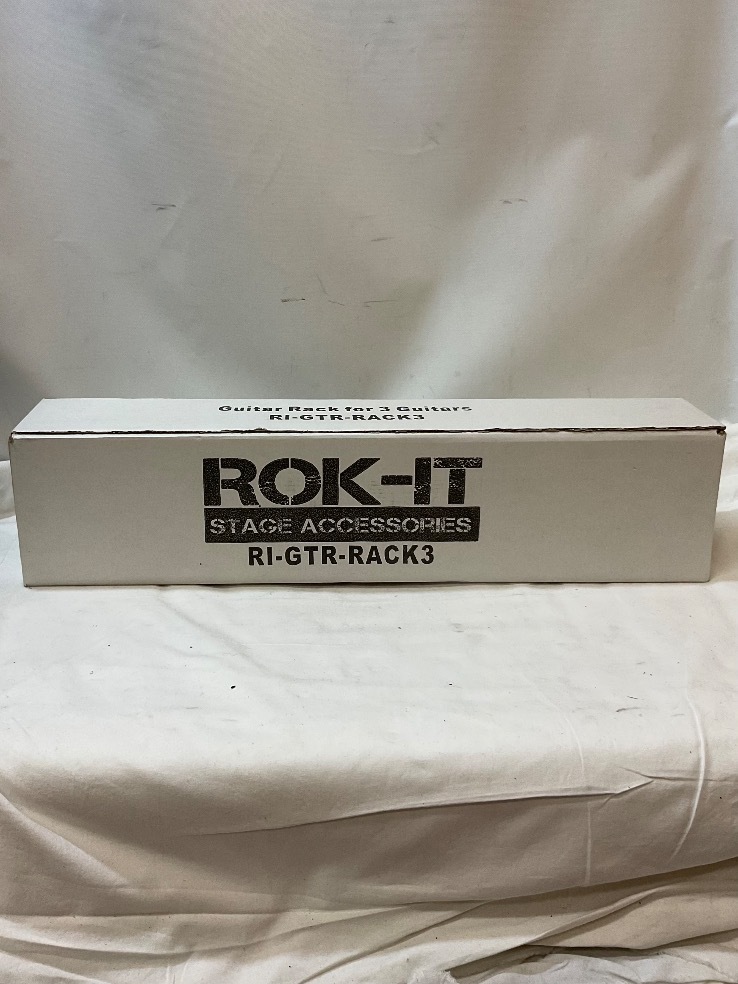 Guitar Rack for 3 Guitars
RI-GTR-RACK3
ROK-IT
STAGE ACCESSORIES
RI-GTR-RACK3